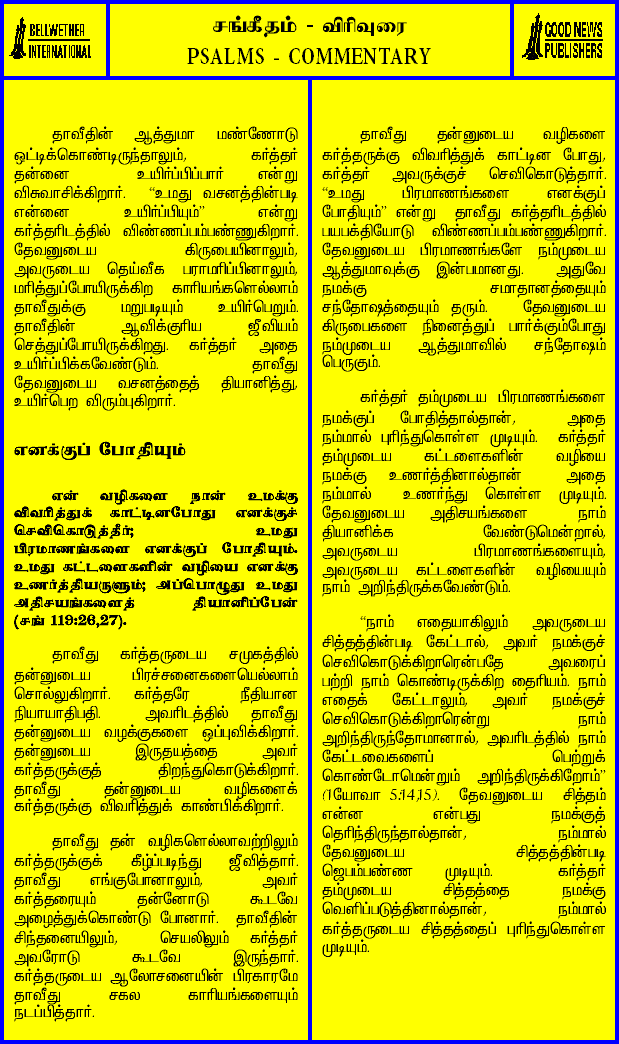 BELLWETHER
INTERNATIONAL
சங்கீதம் - விரிவுரை
PSALMS - COMMENTARY
GOOD NEWS
PUBLISHERS
தாவீதின் ஆத்துமா மண்ணோடு
ஒட்டிக்கொண்டிருந்தாலும், கர்த்தர்
தன்னை உயிர்ப்பிப்பார் என்று
விசுவாசிக்கிறார். “உமது வசனத்தின்படி
என்னை உயிர்ப்பியும்” என்று
கர்த்தரிடத்தில் விண்ணப்பம்பண்ணுகிறார்.
தேவனுடைய கிருபையினாலும்,
அவருடைய தெய்வீக பராமரிப்பினாலும்,
மரித்துப்போயிருக்கிற காரியங்களெல்லாம்
தாவீதுக்கு மறுபடியும் உயிர்பெறும்.
தாவீதின் ஆவிக்குரிய ஜீவியம்
செத்துப்போயிருக்கிறது. கர்த்தர் அதை
உயிர்ப்பிக்கவேண்டும். தாவீது
தேவனுடைய வசனத்தைத் தியானித்து,
உயிர்பெற விரும்புகிறார்.
எனக்குப் போதியும்
என் வழிகளை நான் உமக்கு
விவரித்துக் காட்டினபோது எனக்குச்
செவிகொடுத்தீர்; உமது
பிரமாணங்களை எனக்குப் போதியும்.
உமது கட்டளைகளின் வழியை எனக்கு
உணர்த்தியருளும்; அப்பொழுது உமது
அதிசயங்களைத் தியானிப்பேன்
(சங் 119:26,27).
தாவீது கர்த்தருடைய சமுகத்தில்
தன்னுடைய பிரச்சனைகளையெல்லாம்
சொல்லுகிறார். கர்த்தரே நீதியான
நியாயாதிபதி. அவரிடத்தில் தாவீது
தன்னுடைய வழக்குகளை ஒப்புவிக்கிறார்.
தன்னுடைய இருதயத்தை அவர்
கர்த்தருக்குத் திறந்துகொடுக்கிறார்.
தாவீது தன்னுடைய வழிகளைக்
கர்த்தருக்கு விவரித்துக் காண்பிக்கிறார்.
தாவீது தன் வழிகளெல்லாவற்றிலும்
கர்த்தருக்குக் கீழ்ப்படிந்து ஜீவித்தார்.
தாவீது எங்குபோனாலும், அவர்
கர்த்தரையும் தன்னோடு கூடவே
அழைத்துக்கொண்டு போனார். தாவீதின்
சிந்தனையிலும், செயலிலும் கர்த்தர்
அவரோடு கூடவே இருந்தார்.
கர்த்தருடைய ஆலோசனையின் பிரகாரமே
தாவீது சகல காரியங்களையும்
நடப்பித்தார்.
தாவீது தன்னுடைய வழிகளை
கர்த்தருக்கு விவரித்துக் காட்டின போது,
கர்த்தர் அவருக்குச் செவிகொடுத்தார்.
“உமது பிரமாணங்களை எனக்குப்
போதியும்” என்று தாவீது கர்த்தரிடத்தில்
பயபக்தியோடு விண்ணப்பம்பண்ணுகிறார்.
தேவனுடைய பிரமாணங்களே நம்முடைய
ஆத்துமாவுக்கு இன்பமானது. அதுவே
நமக்கு சமாதானத்தையும்
சந்தோஷத்தையும் தரும். தேவனுடைய
கிருபைகளை நினைத்துப் பார்க்கும்போது
நம்முடைய ஆத்துமாவில் சந்தோஷம்
பெருகும்.
கர்த்தர் தம்முடைய பிரமாணங்களை
நமக்குப் போதித்தால்தான், அதை
நம்மால் புரிந்துகொள்ள முடியும். கர்த்தர்
தம்முடைய கட்டளைகளின் வழியை
நமக்கு உணர்த்தினால்தான் அதை
நம்மால் உணர்ந்து கொள்ள முடியும்.
தேவனுடைய அதிசயங்களை நாம்
தியானிக்க வேண்டுமென்றால்,
அவருடைய பிரமாணங்களையும்,
அவருடைய கட்டளைகளின் வழியையும்
நாம் அறிந்திருக்கவேண்டும்.
“நாம் எதையாகிலும் அவருடைய
சித்தத்தின்படி கேட்டால், அவர் நமக்குச்
செவிகொடுக்கிறாரென்பதே அவரைப்
பற்றி நாம் கொண்டிருக்கிற தைரியம். நாம்
எதைக் கேட்டாலும், அவர் நமக்குச்
செவிகொடுக்கிறாரென்று நாம்
அறிந்திருந்தோமானால், அவரிடத்தில் நாம்
கேட்டவைகளைப் பெற்றுக்
கொண்டோமென்றும் அறிந்திருக்கிறோம்”
(1யோவா 5:14,15). தேவனுடைய சித்தம்
என்ன என்பது நமக்குத்
தெரிந்திருந்தால்தான், நம்மால்
தேவனுடைய சித்தத்தின்படி
ஜெபம்பண்ண முடியும். கர்த்தர்
தம்முடைய சித்தத்தை நமக்கு
வெளிப்படுத்தினால்தான், நம்மால்
கர்த்தருடைய சித்தத்தைப் புரிந்துகொள்ள
முடியும்.